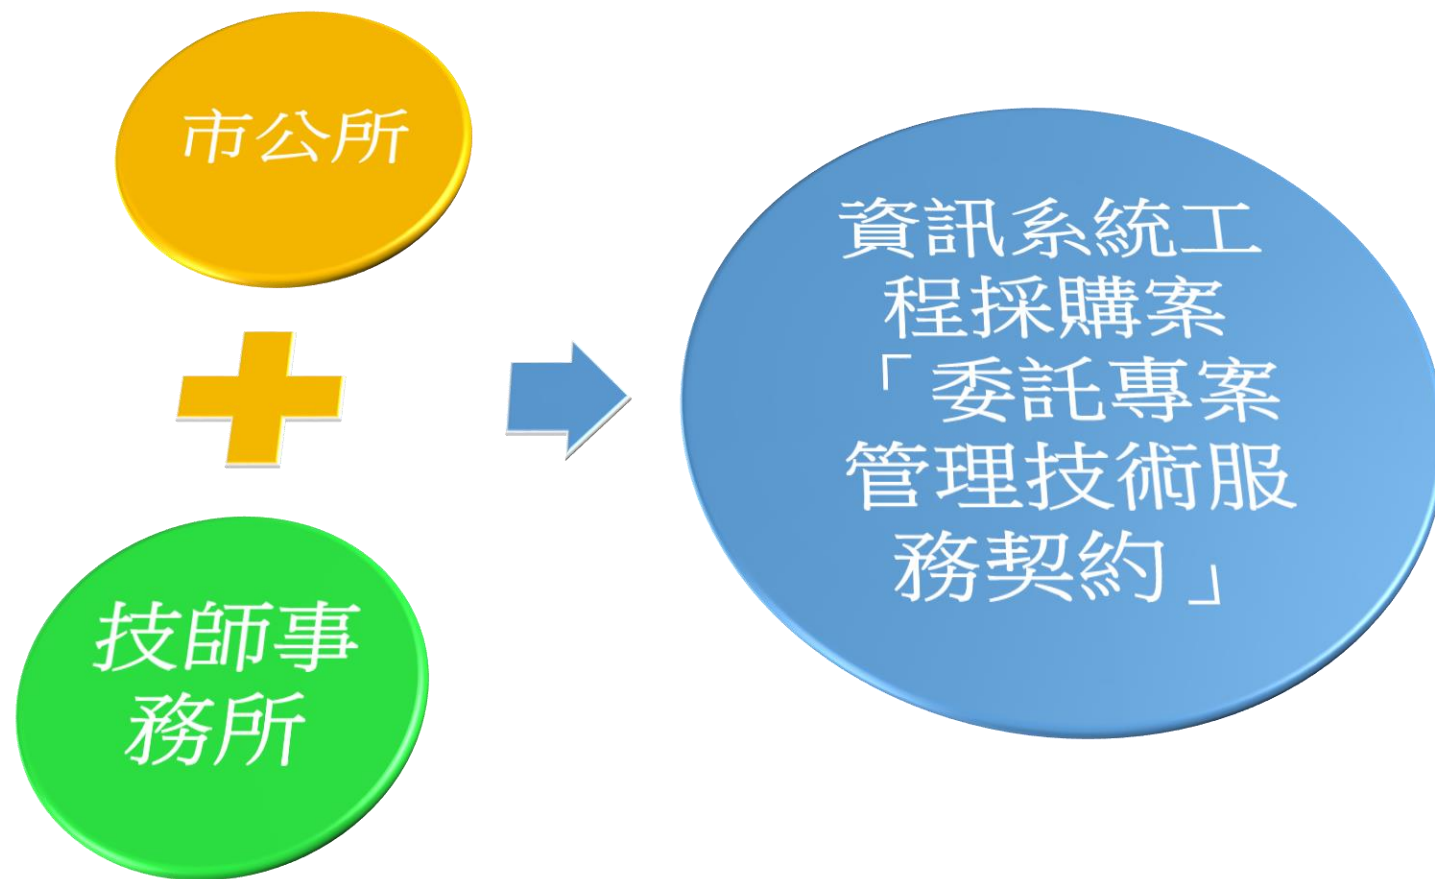 市公所
技師事
務所
資訊系統工
程採購案
「委託專案
管理技術服
務契約」